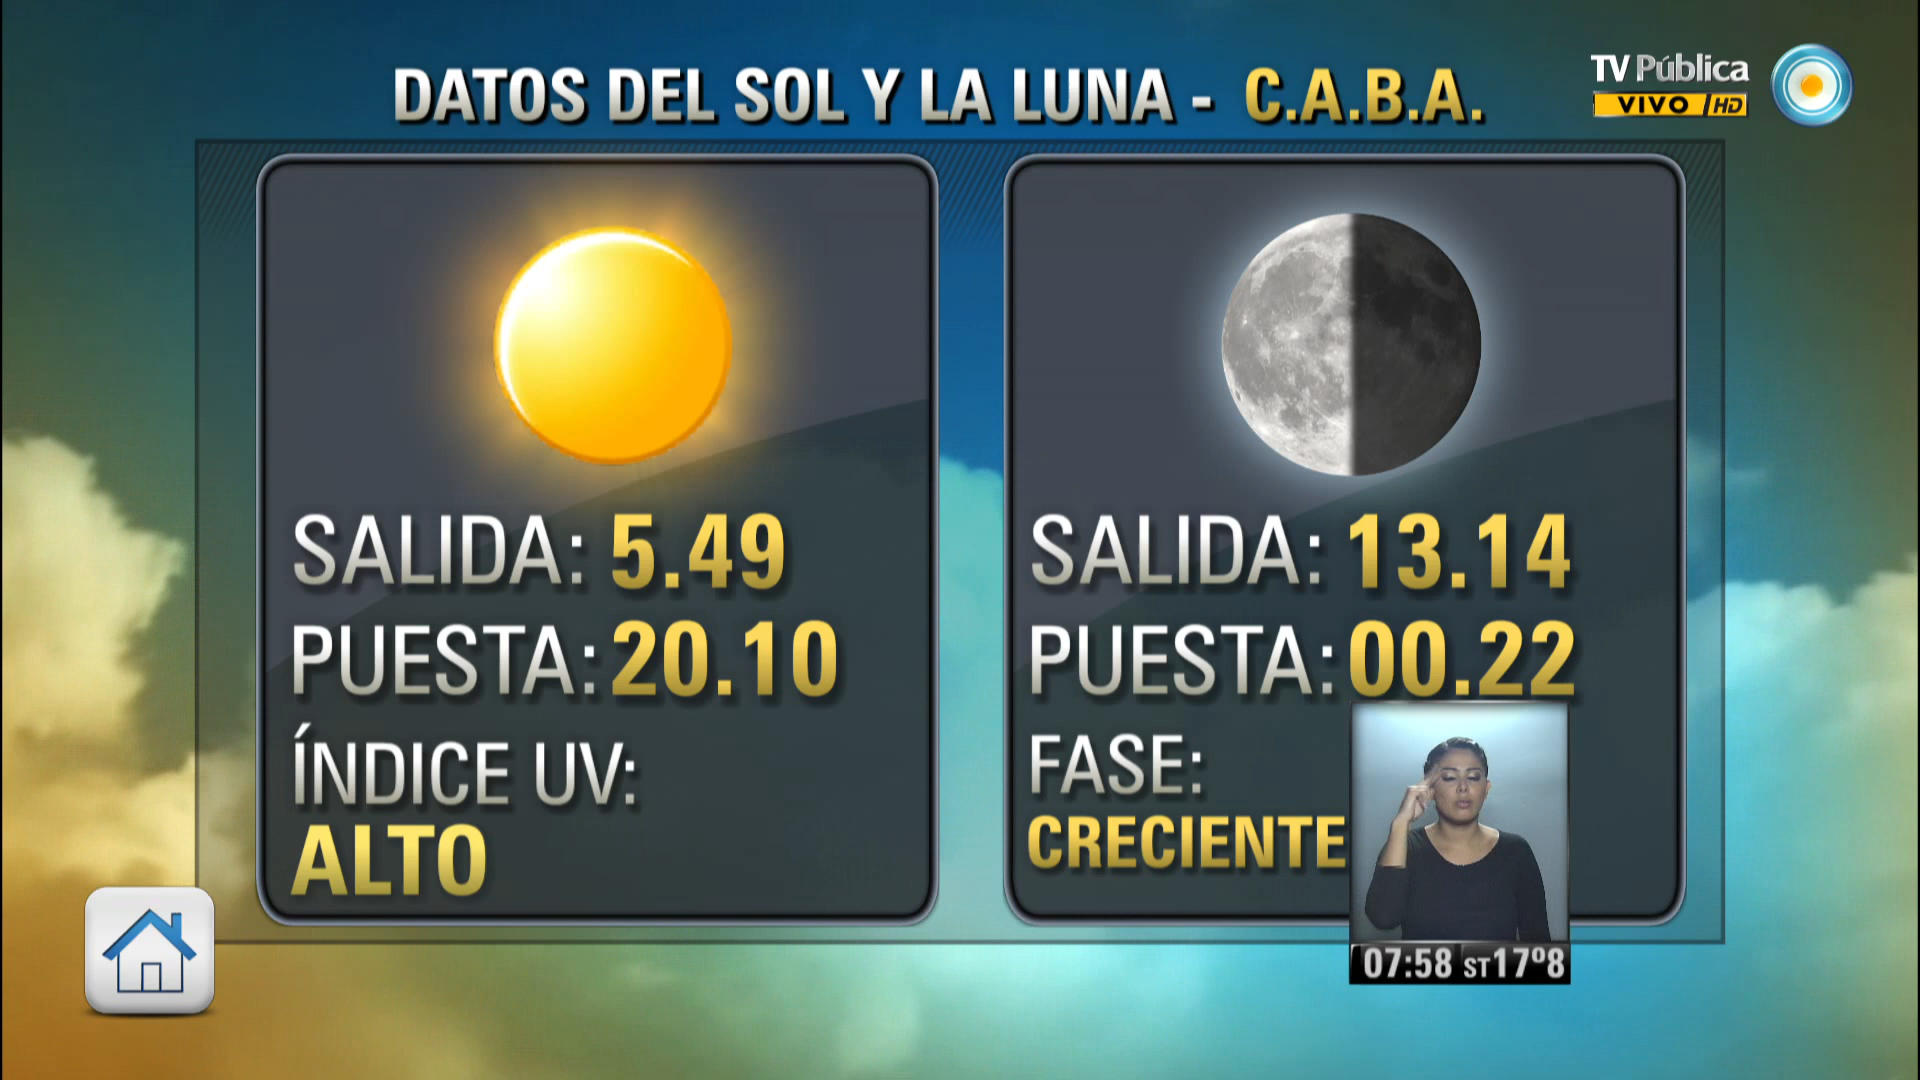 DATOS DEL SOL Y LA LUNA - C.A.B.A.
TV Pública
VIVO HD
SALIDA: 5.49
PUESTA: 20.10
ÍNDICE UV:
ALTO
SALIDA: 13.14
PUESTA: 00.22
FASE:
CRECIENTE
07:58 ST 17º8